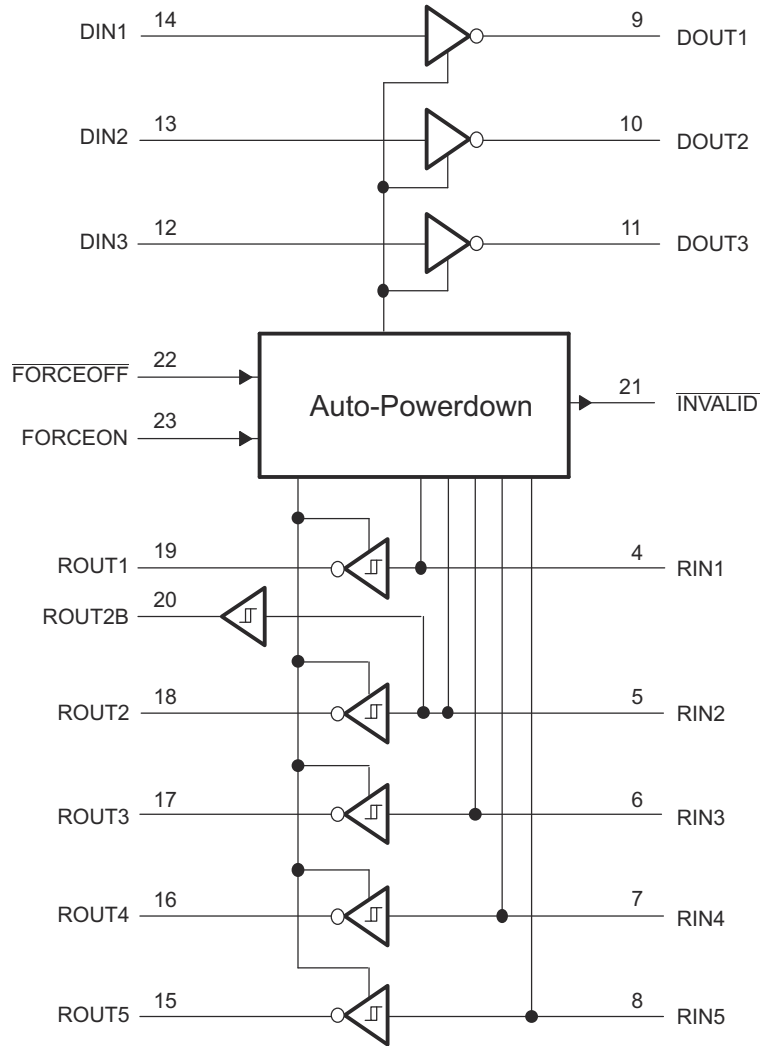 DIN1 14 9 DOUT1
DIN2 13 10 DOUT2
DIN3 12 11 DOUT3
FORCEOFF 22
Auto-Powerdown
21 INVALID
FORCEON 23
ROUT1 19 4 RIN1
ROUT2B 20
ROUT2 18 5 RIN2
ROUT3 17 6 RIN3
ROUT4 16 7 RIN4
ROUT5 15 8 RIN5